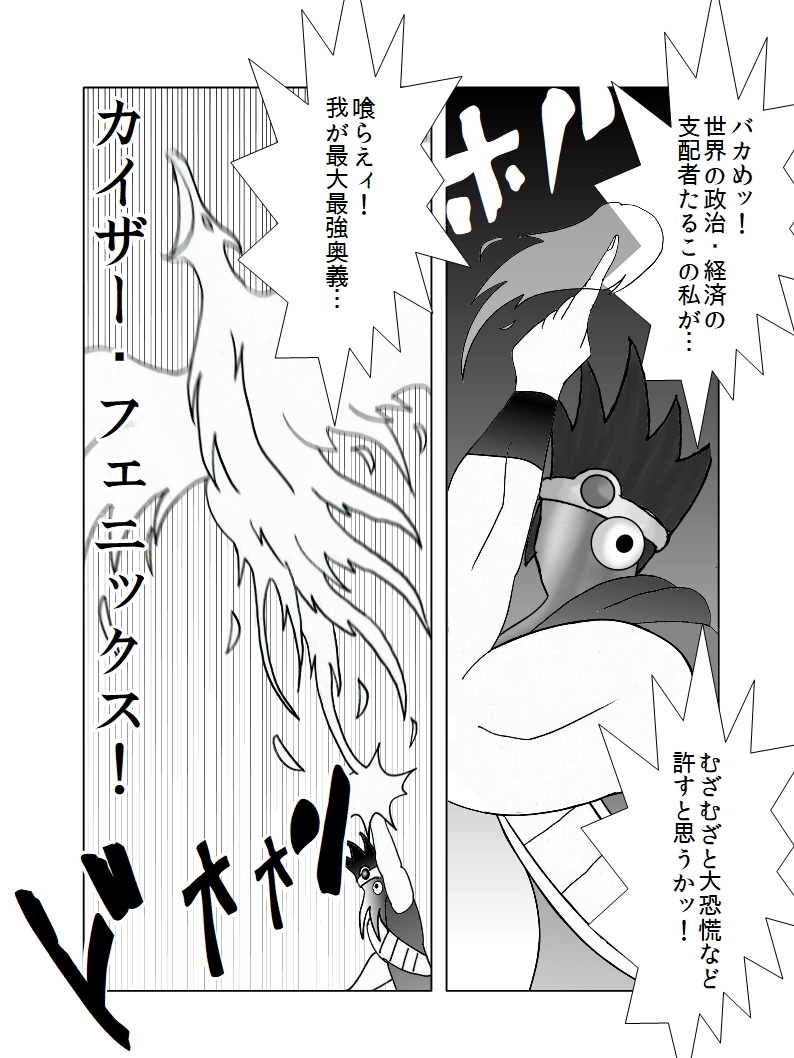 バカめッ！
世界の政治・経済の
支配者たるこの私が…
ボッ
むざむざと大恐慌など
許すと思うかッ！
喰らえィ！
我が最大最強奥義…
カイザー・フェニックス！
ドオオン